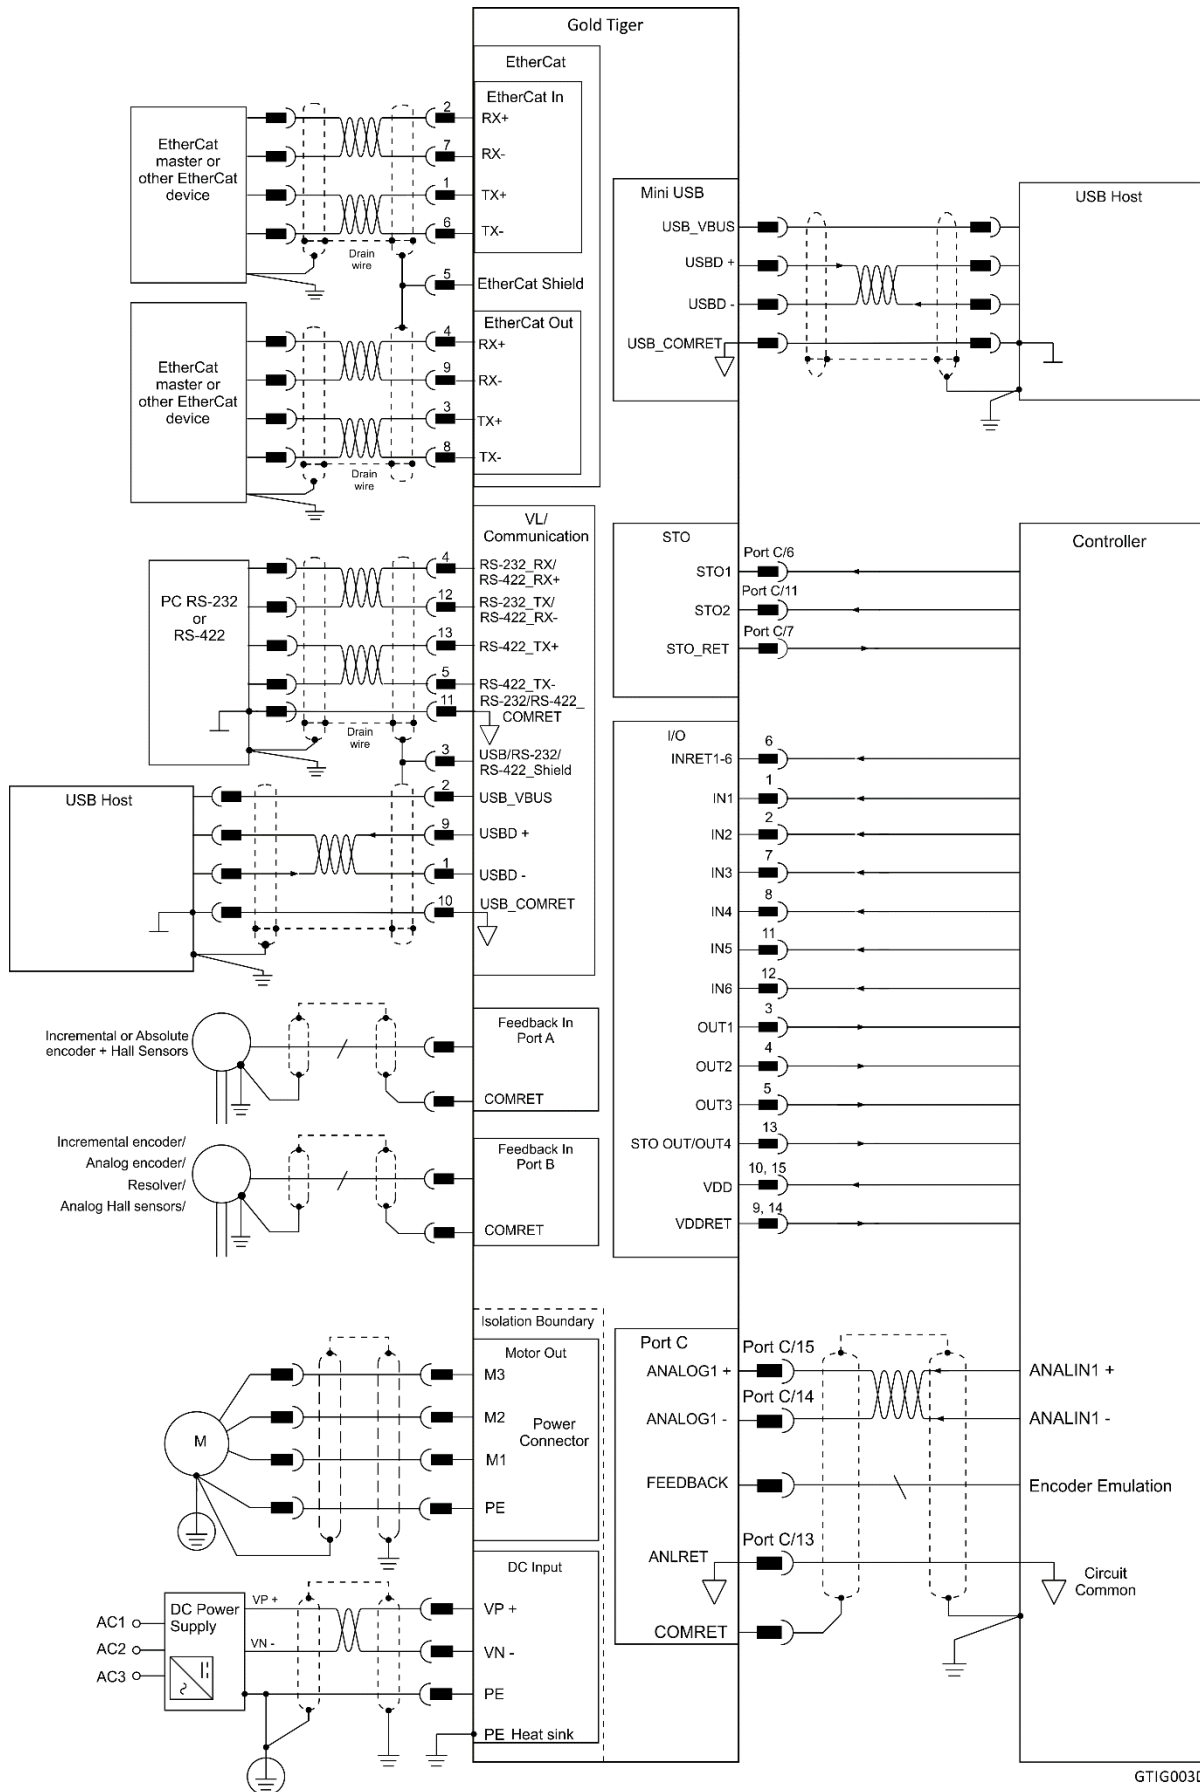 Gold Tiger
EtherCat
EtherCat In
EtherCat
master or
other EtherCat
device
2
RX+
7
RX-
1
TX+
6
TX-
Drain
wire
5
EtherCat Shield
EtherCat Out
EtherCat
master or
other EtherCat
device
4
RX+
9
RX-
3
TX+
8
TX-
Drain
wire
VL/
Communication
PC RS-232
or
RS-422
4
RS-232_RX/
RS-422_RX+
12
RS-232_TX/
RS-422_RX-
13
RS-422_TX+
5
RS-422_TX-
11
RS-232/RS-422_
COMRET
Drain
wire
3
USB/RS-232/
RS-422_Shield
USB Host
2
USB_VBUS
9
USBD +
1
USBD -
10
USB_COMRET
Incremental or Absolute
encoder + Hall Sensors
Feedback In
Port A
COMRET
Incremental encoder/
Analog encoder/
Resolver/
Analog Hall sensors/
Feedback In
Port B
COMRET
Isolation Boundary
Motor Out
M3
M2
Power
Connector
M1
PE
M
DC Input
DC Power
Supply
AC1
AC2
AC3
VP +
VN -
VP +
VN -
PE
PE Heat sink
Mini USB
USB_VBUS
USBD +
USBD -
USB_COMRET
USB Host
STO
STO1
Port C/6
STO2
Port C/11
STO_RET
Port C/7
Controller
I/O
INRET1-6
6
IN1
1
IN2
2
IN3
7
IN4
8
IN5
11
IN6
12
OUT1
3
OUT2
4
OUT3
5
STO OUT/OUT4
13
VDD
10, 15
VDDRET
9, 14
Port C
ANALOG1 +
Port C/15
ANALIN1 +
ANALOG1 -
Port C/14
ANALIN1 -
FEEDBACK
Encoder Emulation
ANLRET
Port C/13
Circuit
Common
COMRET
GTIG003D